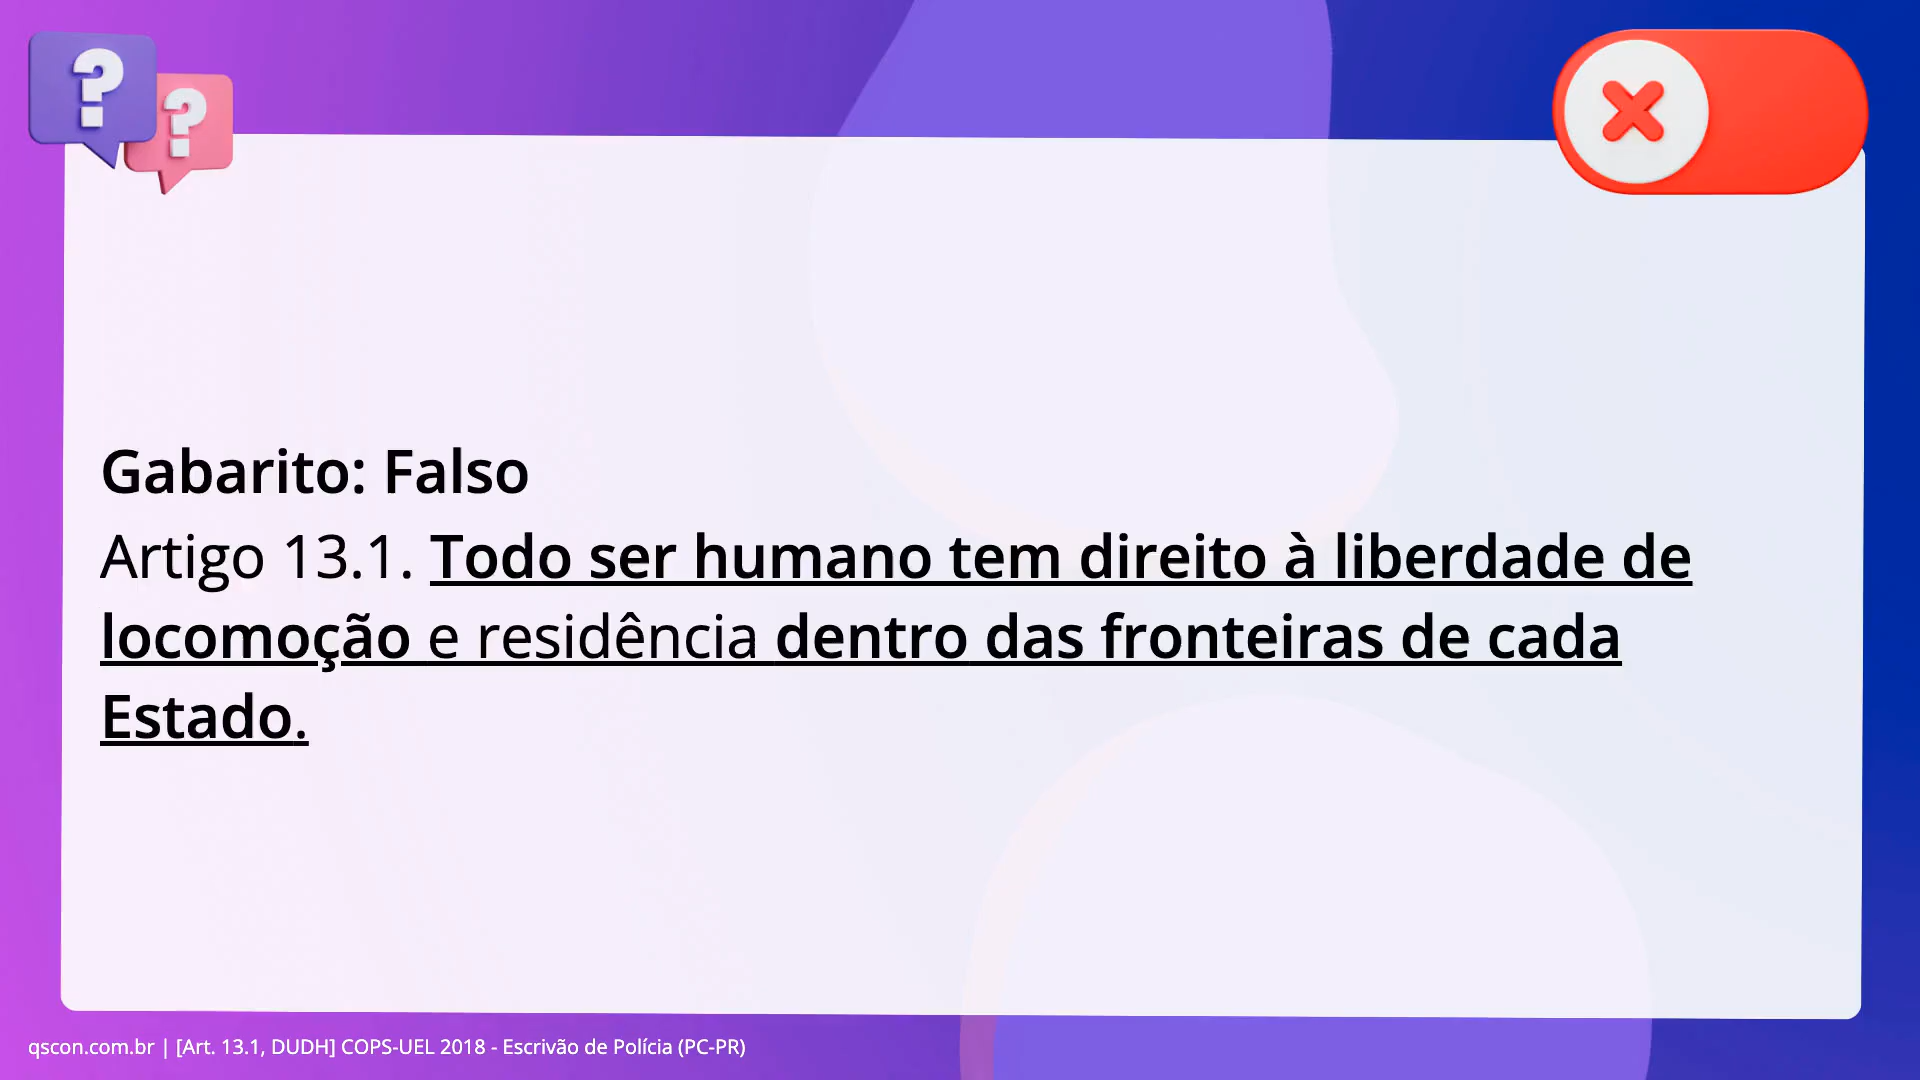 Gabarito: Falso
Artigo 13.1. Todo ser humano tem direito à liberdade de
locomoção e residência dentro das fronteiras de cada
Estado.
qscon.com.br | [Art. 13.1, DUDH] COPS-UEL 2018 - Escrivão de Polícia (PC-PR)